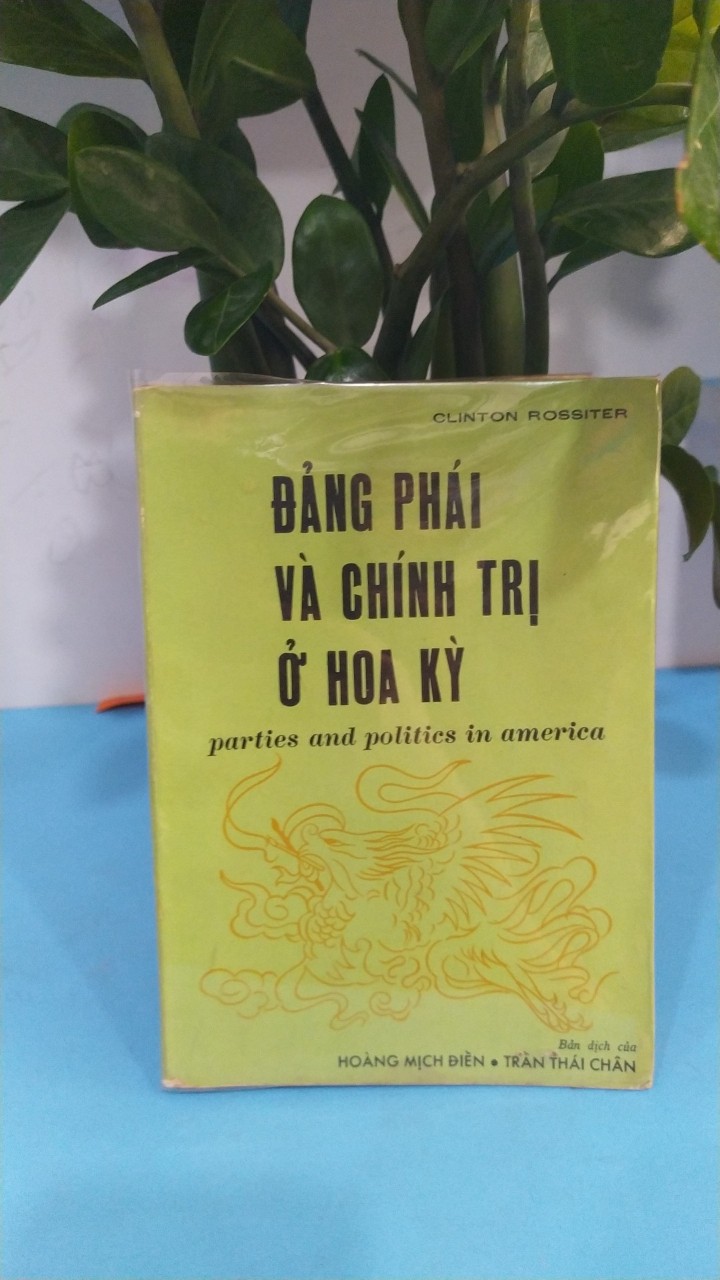 CLINTON ROSSITER
ĐẢNG PHÁI
VÀ CHÍNH TRỊ
Ở HOA KỲ
parties and politics in america
Bản dịch của
HOÀNG MỊCH ĐIỀN • TRẦN THÁI CHÂN